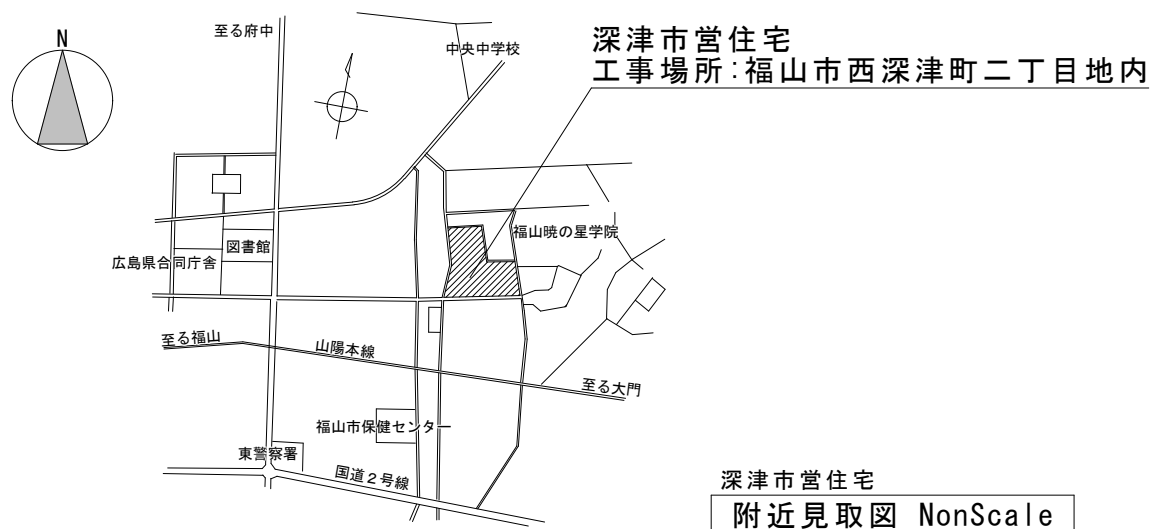 N
至る府中
中央中学校
深津市営住宅
工事場所:福山市西深津町二丁目地内
福山暁の星学院
図書館
広島県合同庁舎
至る福山
山陽本線
至る大門
福山市保健センター
東警察署
国道2号線
深津市営住宅
附近見取図 NonScale